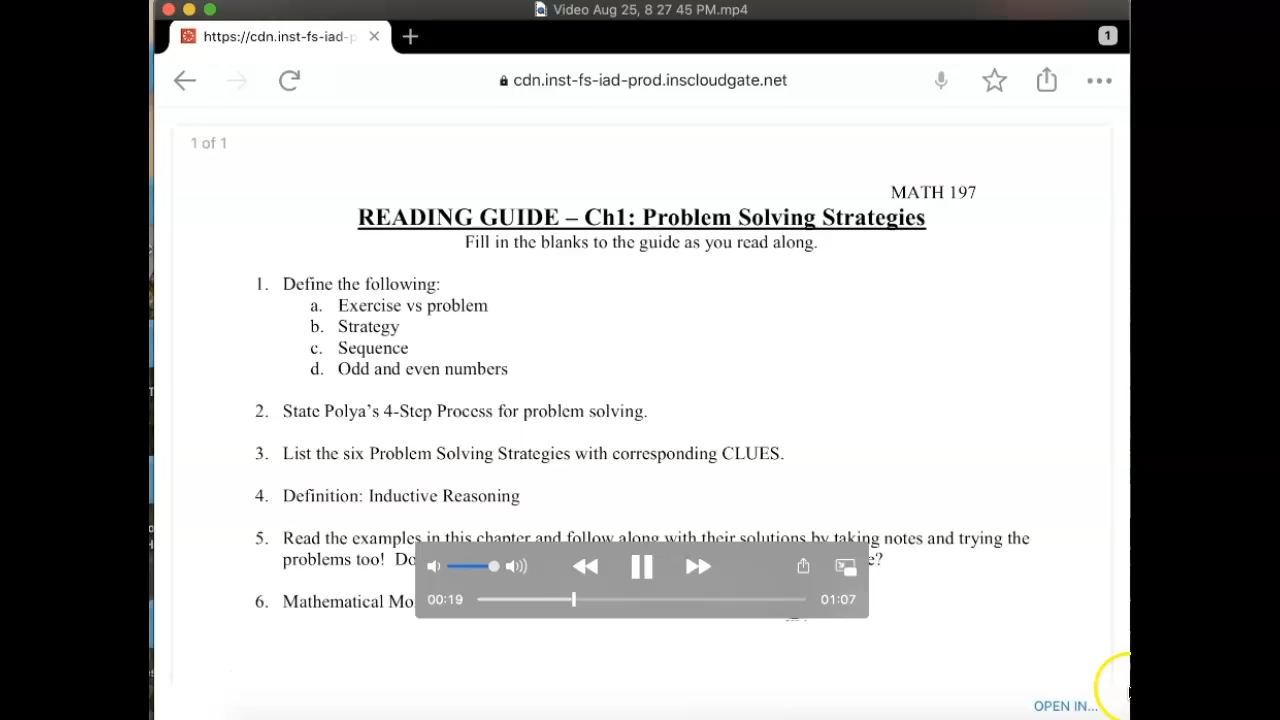 Video Aug 25, 8 27 45 PM.mp4
https://cdn.inst-fs-iad-p
1
cdn.inst-fs-iad-prod.inscloudgate.net
1 of 1
MATH 197
READING GUIDE – Ch1: Problem Solving Strategies
Fill in the blanks to the guide as you read along.
1. Define the following:
a. Exercise vs problem
b. Strategy
c. Sequence
d. Odd and even numbers
2. State Polya's 4-Step Process for problem solving.
3. List the six Problem Solving Strategies with corresponding CLUES.
4. Definition: Inductive Reasoning
5. Read the examples in this chapter and follow along with their solutions by taking notes and trying the
problems too! Do
e?
6. Mathematical Mo
00:19
01:07
OPEN IN...